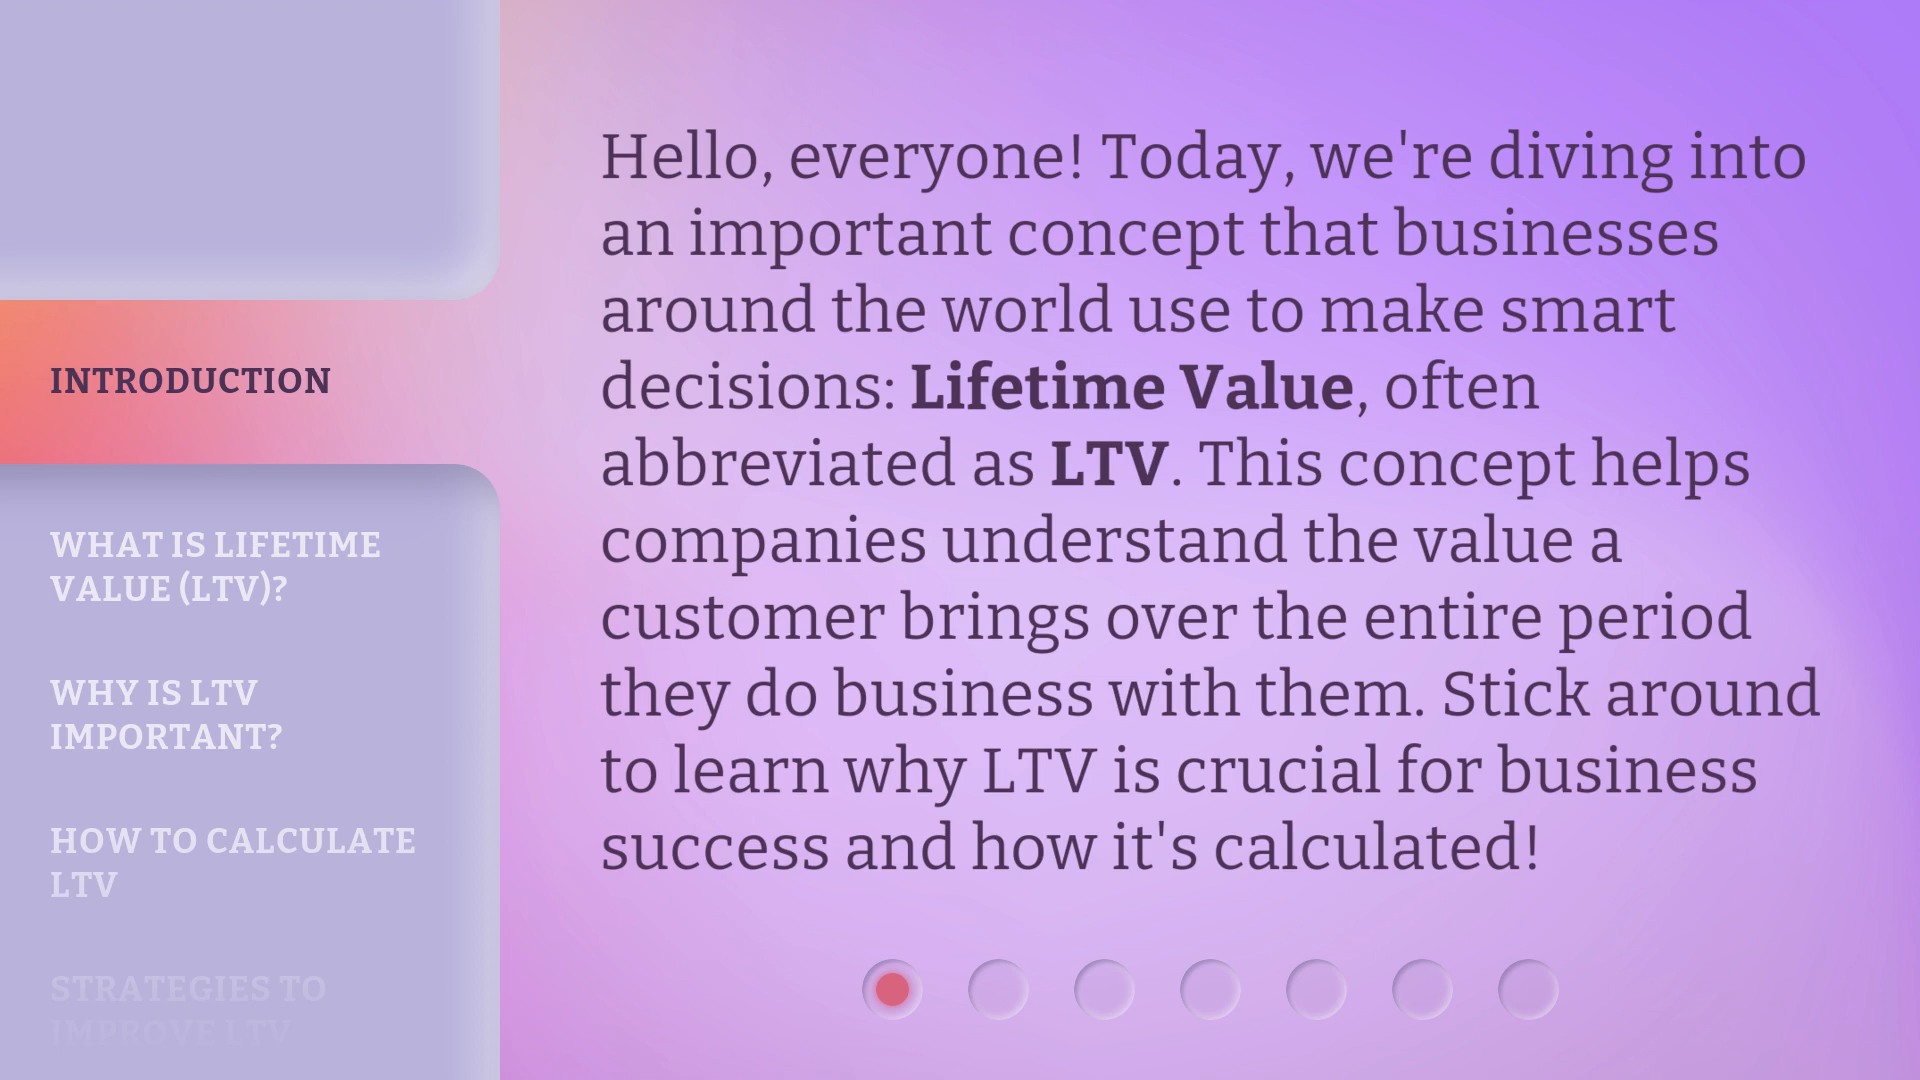 INTRODUCTION
WHAT IS LIFETIME
VALUE (LTV)?
WHY IS LTV
IMPORTANT?
HOW TO CALCULATE
LTV
STRATEGIES TO
IMPROVE LTV
Hello, everyone! Today, we're diving into
an important concept that businesses
around the world use to make smart
decisions: Lifetime Value, often
abbreviated as LTV. This concept helps
companies understand the value a
customer brings over the entire period
they do business with them. Stick around
to learn why LTV is crucial for business
success and how it's calculated!